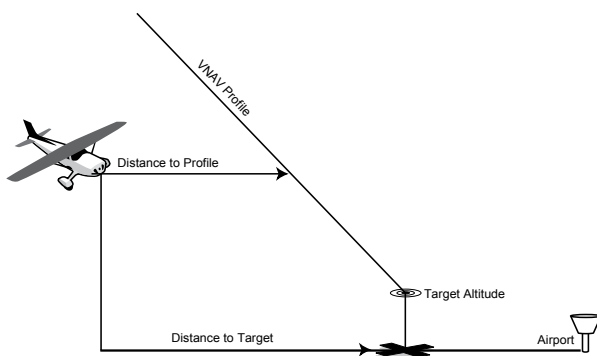 VNAV Profile
Distance to Profile
Target Altitude
Distance to Target
Airport